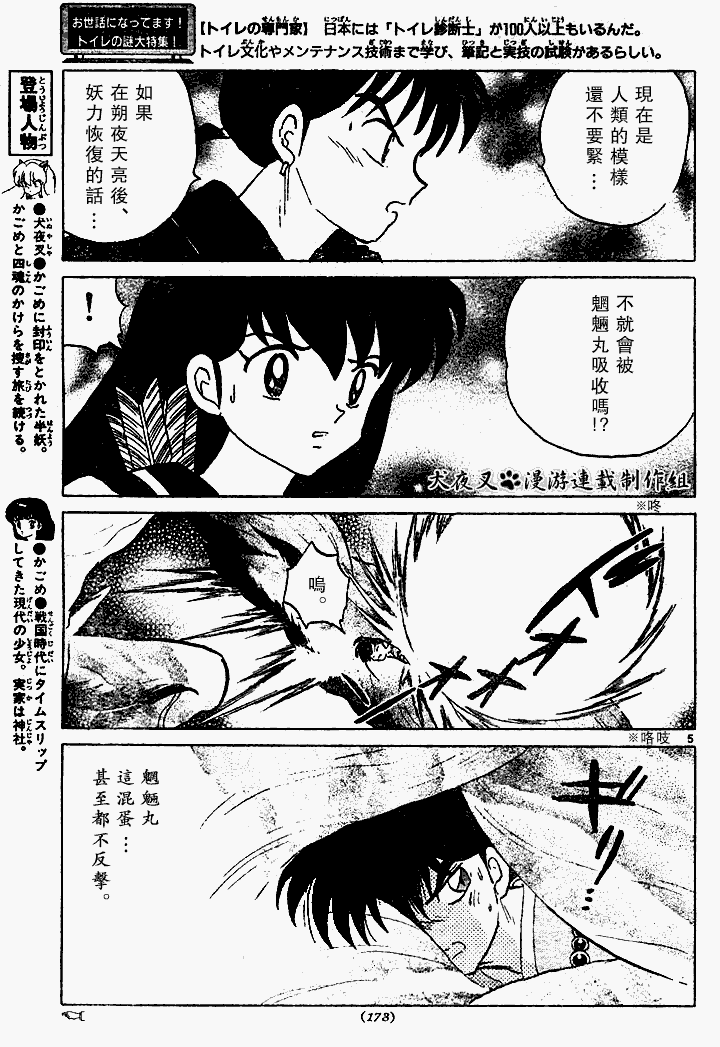 お世話になってます!
トイレの謎大特集!
【トイレの専門家】 日本には「トイレ診断士」が100人以上もいるんだ。
トイレ文化やメンテナンス技術まで学び、筆記と実技の試験があるらしい。
登場人物
●犬夜叉●かごめに封印をとかれた半妖。
かごめと四魂のかけらを捜す旅を続ける。
●かごめ●戦国時代にタイムスリップ
してきた現代の少女。実家は神社。
現在是
人類的模樣
還不要緊…
如果
在朔夜天亮後、
妖力恢復的話…
不就會被
魍魎丸吸收嗎!?
!
犬夜叉 漫游連載制作組
※咚
嗚。
※咯吱
5
魍魎丸
這混蛋…
甚至都不反擊。
(178)